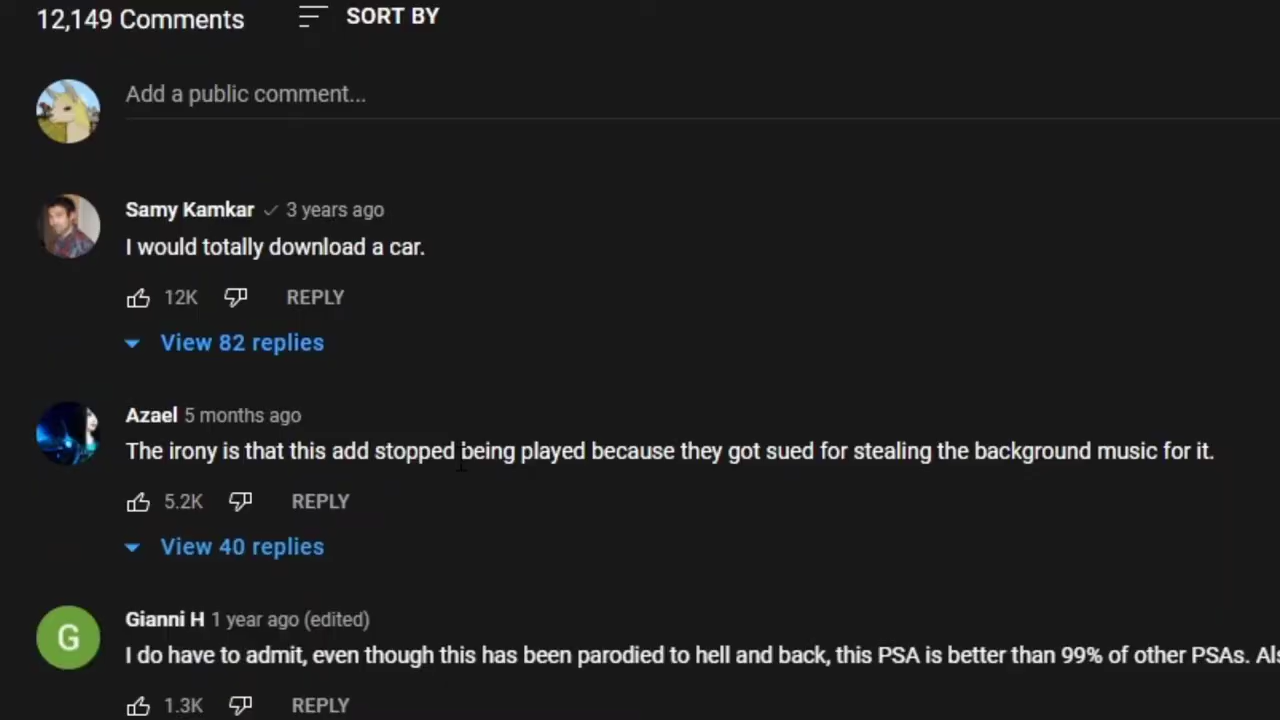 12,149 Comments SORT BY
Add a public comment...
Samy Kamkar 3 years ago
I would totally download a car.
12K REPLY
View 82 replies
Azael 5 months ago
The irony is that this add stopped being played because they got sued for stealing the background music for it.
5.2K REPLY
View 40 replies
G
Gianni H 1 year ago (edited)
I do have to admit, even though this has been parodied to hell and back, this PSA is better than 99% of other PSAs.
1.3K REPLY